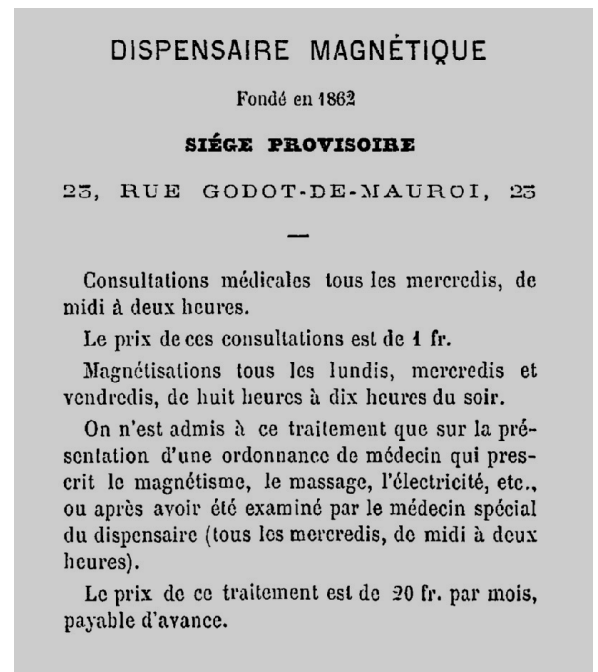 DISPENSAIRE MAGNÉTIQUE
Fondé en 1862
SIÉGE PROVISOIRE
23, RUE GODOT-DE-MAUROI, 23
Consultations médicales tous les mercredis, de
midi à deux heures.
Le prix de ces consultations est de 1 fr.
Magnétisations tous les lundis, mercredis et
vendredis, de huit heures à dix heures du soir.
On n'est admis à ce traitement que sur la pré-
sentation d'une ordonnance de médecin qui pres-
crit le magnétisme, le massage, l'électricité, etc.,
ou après avoir été examiné par le médecin spécial
du dispensaire (tous les mercredis, de midi à deux
heures).
Le prix de ce traitement est de 20 fr. par mois,
payable d'avance.